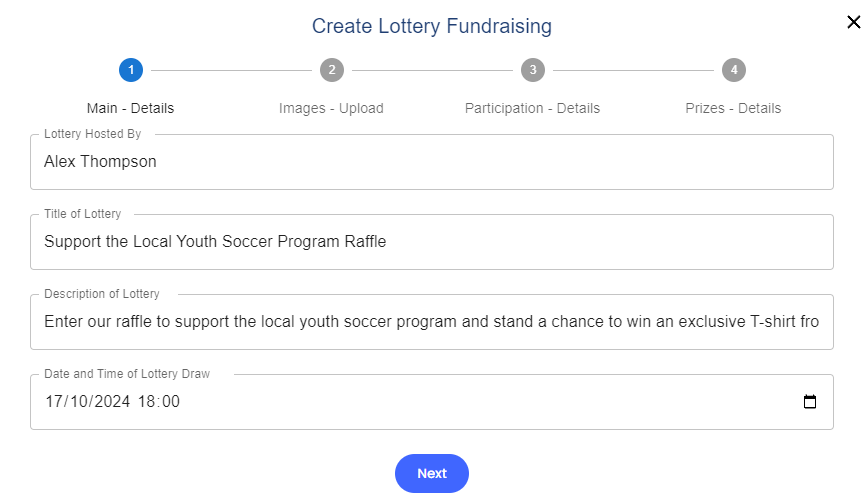 Create Lottery Fundraising
1 2 3 4
Main - Details Images - Upload Participation - Details Prizes - Details
Lottery Hosted By
Alex Thompson
Title of Lottery
Support the Local Youth Soccer Program Raffle
Description of Lottery
Enter our raffle to support the local youth soccer program and stand a chance to win an exclusive T-shirt fro
Date and Time of Lottery Draw
17/10/2024 18:00
Next